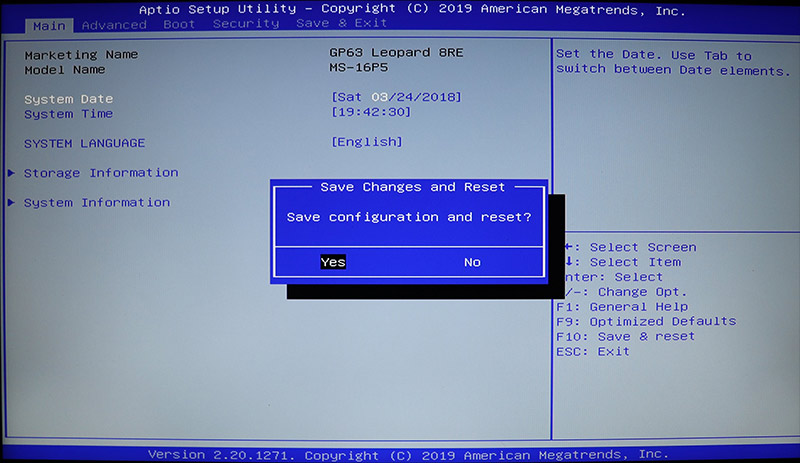 Aptio Setup Utility - Copyright (C) 2019 American Megatrends, Inc.
Main Advanced Boot Security Save & Exit
Marketing Name GP63 Leopard 8RE
Model Name MS-16P5
System Date [Sat 03/24/2018]
System Time [19:42:30]
SYSTEM LANGUAGE [English]
► Storage Information
► System Information
Set the Date. Use Tab to
switch between Date elements.
Save Changes and Reset
Save configuration and reset?
Yes No
←: Select Screen
↓: Select Item
nter: Select
/-: Change Opt.
F1: General Help
F9: Optimized Defaults
F10: Save & reset
ESC: Exit
Version 2.20.1271. Copyright (C) 2019 American Megatrends, Inc.